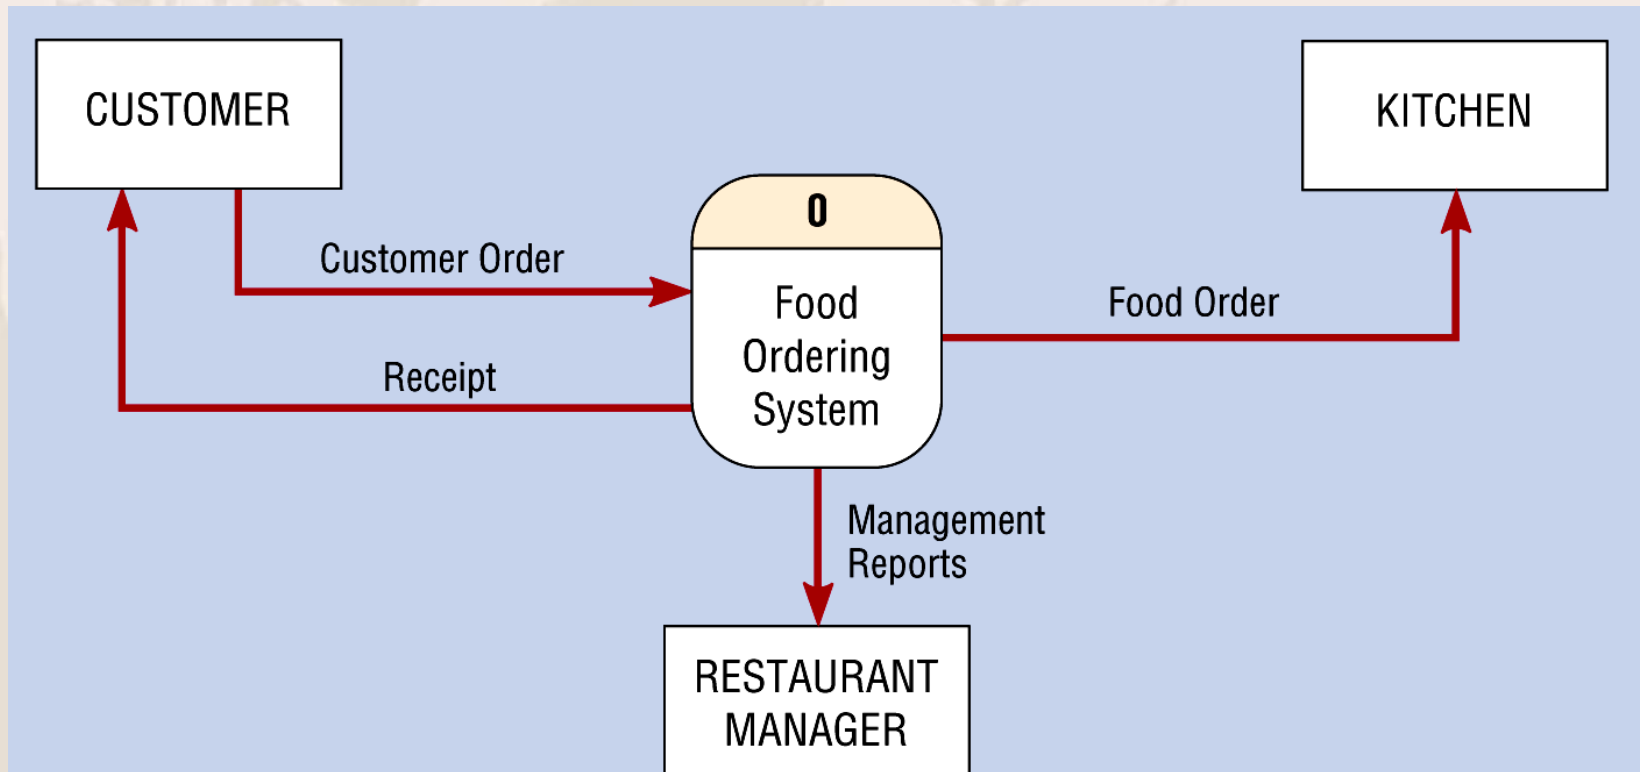 CUSTOMER
KITCHEN
0
Customer Order
Food
Ordering
System
Food Order
Receipt
Management
Reports
RESTAURANT
MANAGER